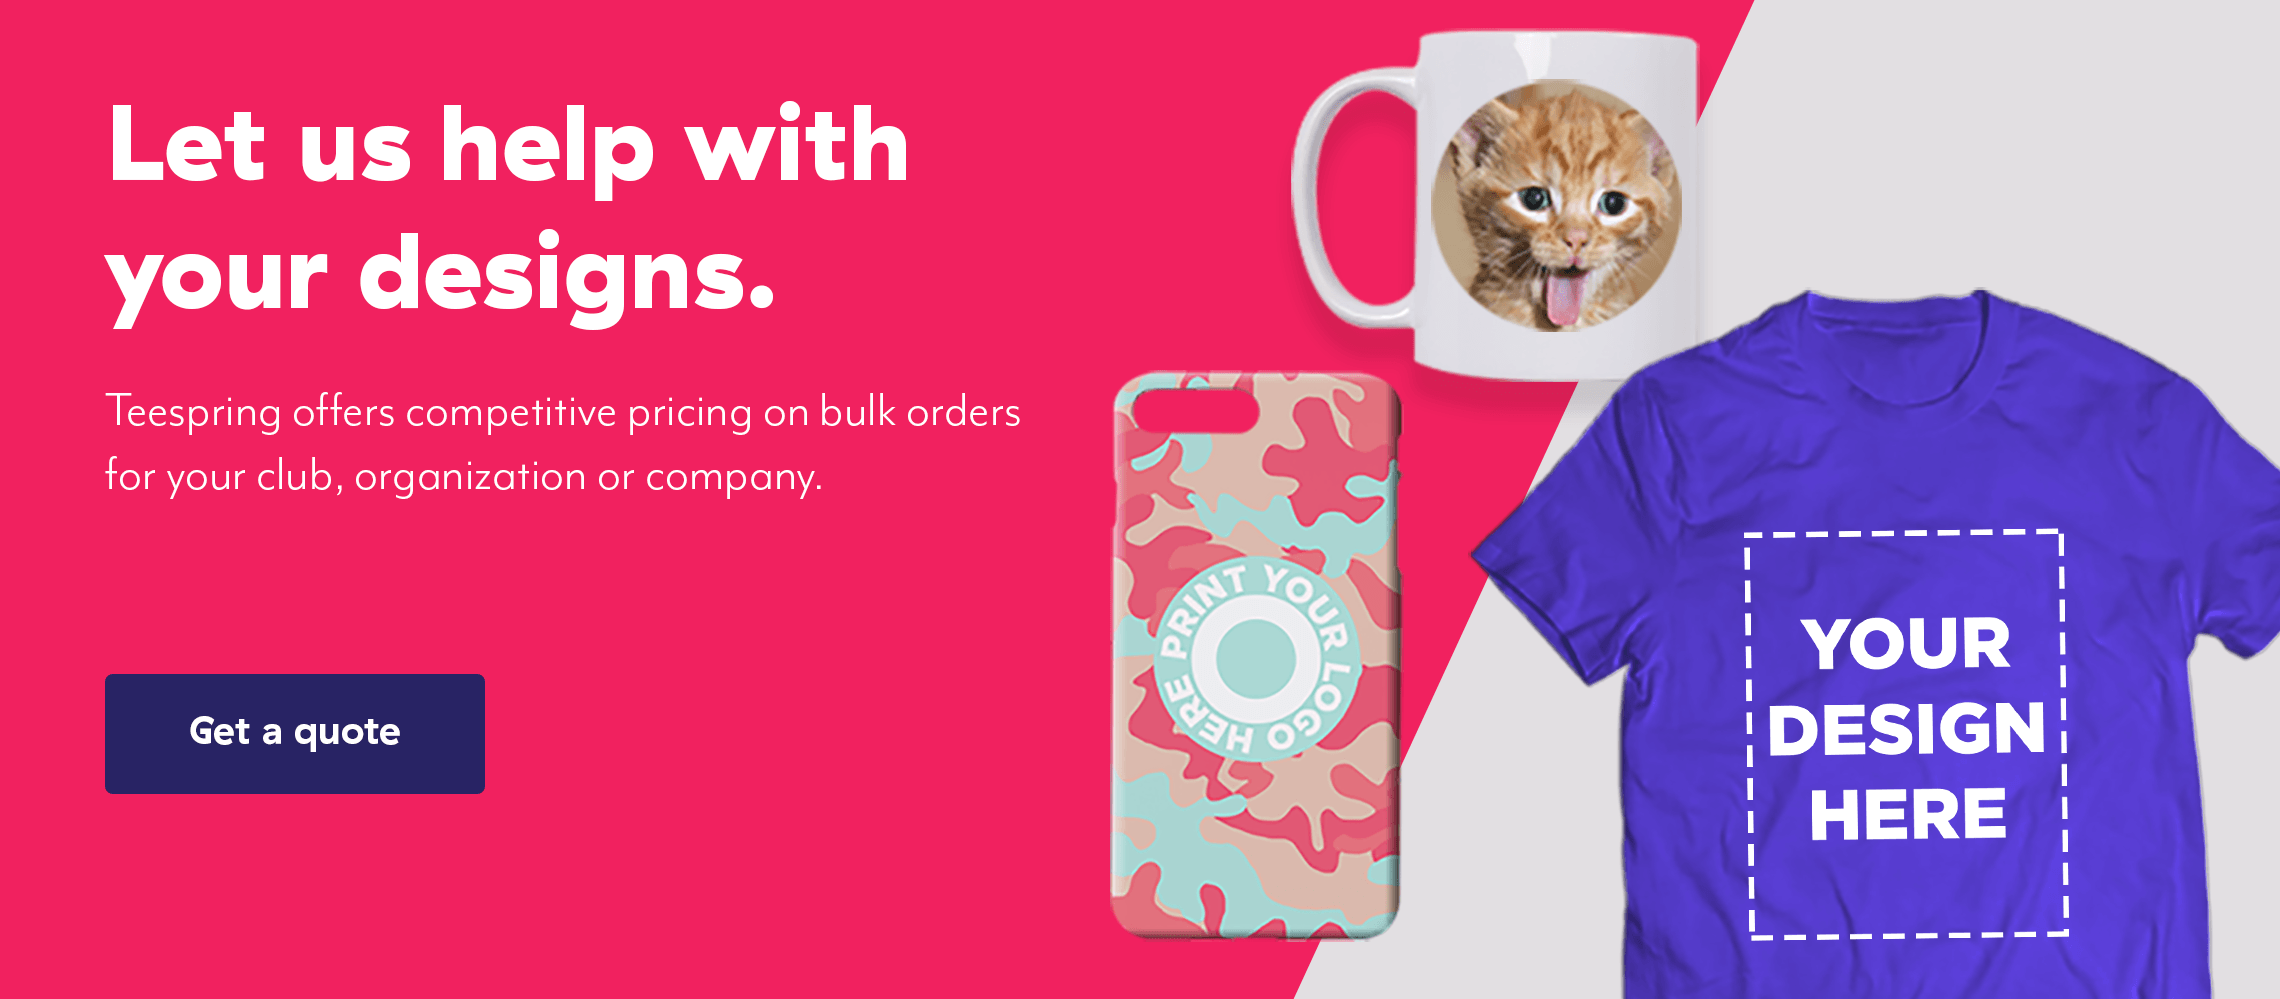 Let us help with
your designs.
Teespring offers competitive pricing on bulk orders
for your club, organization or company.
Get a quote
PRINT YOUR LOGO HERE
YOUR
DESIGN
HERE